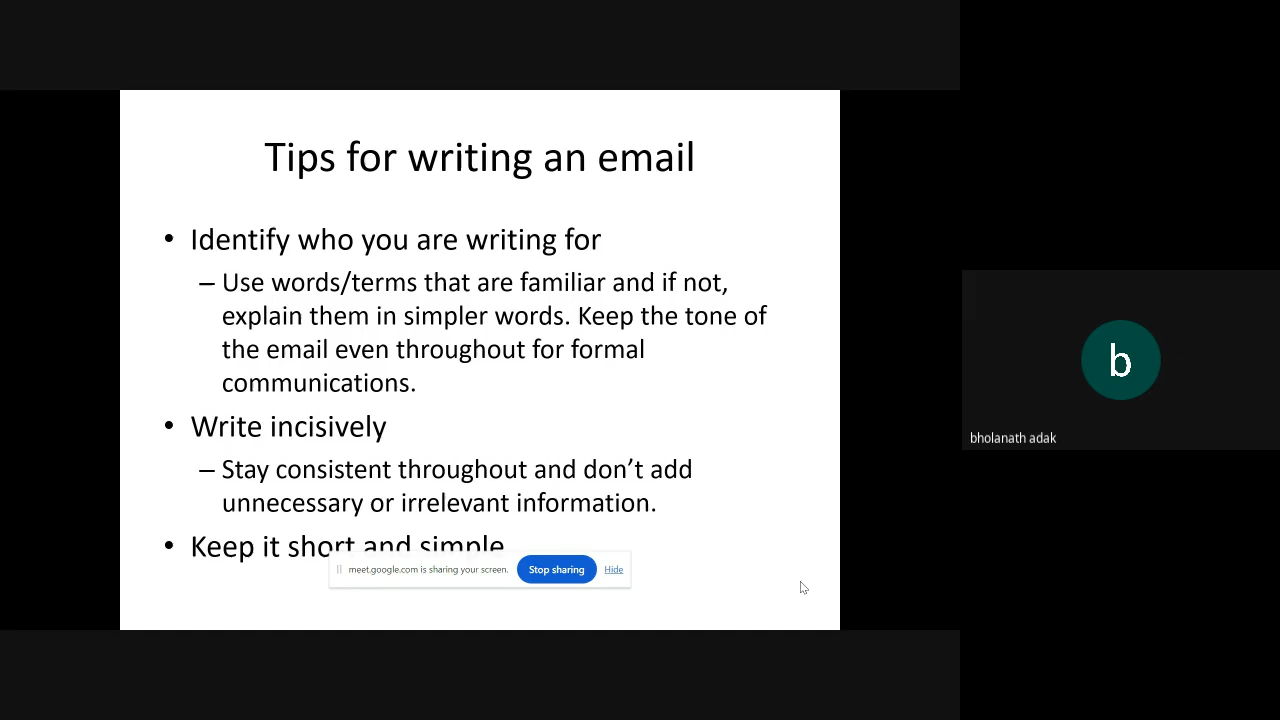 Tips for writing an email
• Identify who you are writing for
– Use words/terms that are familiar and if not,
explain them in simpler words. Keep the tone of
the email even throughout for formal
communications.
• Write incisively
– Stay consistent throughout and don’t add
unnecessary or irrelevant information.
• Keep it short and simple
meet.google.com is sharing your screen. Stop sharing Hide
b
bholanath adak